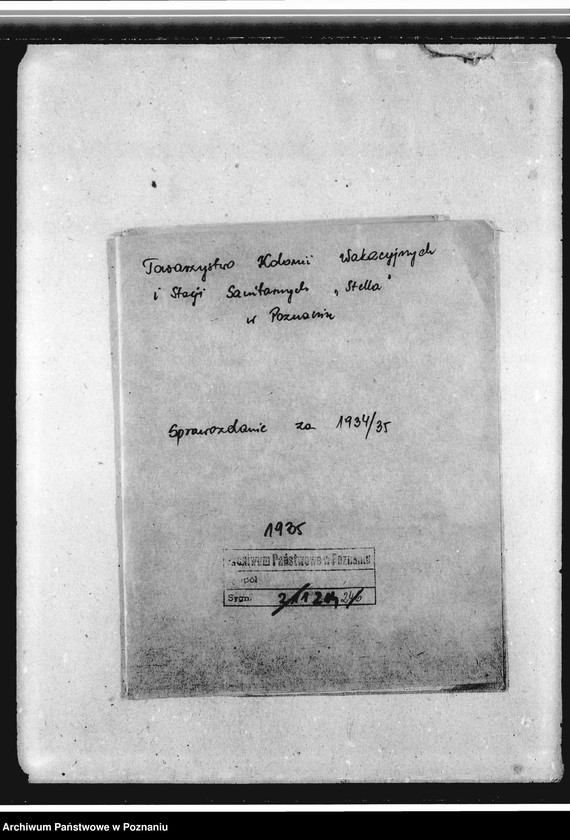 Towarzystwo Kolonii Wakacyjnych
i Stacji Sanitarnych „Stella"
w Poznaniu
Sprawozdanie za 1934/35
1935
Archiwum Państwowe w Poznaniu
Sygn.
Archiwum Państwowe w Poznaniu